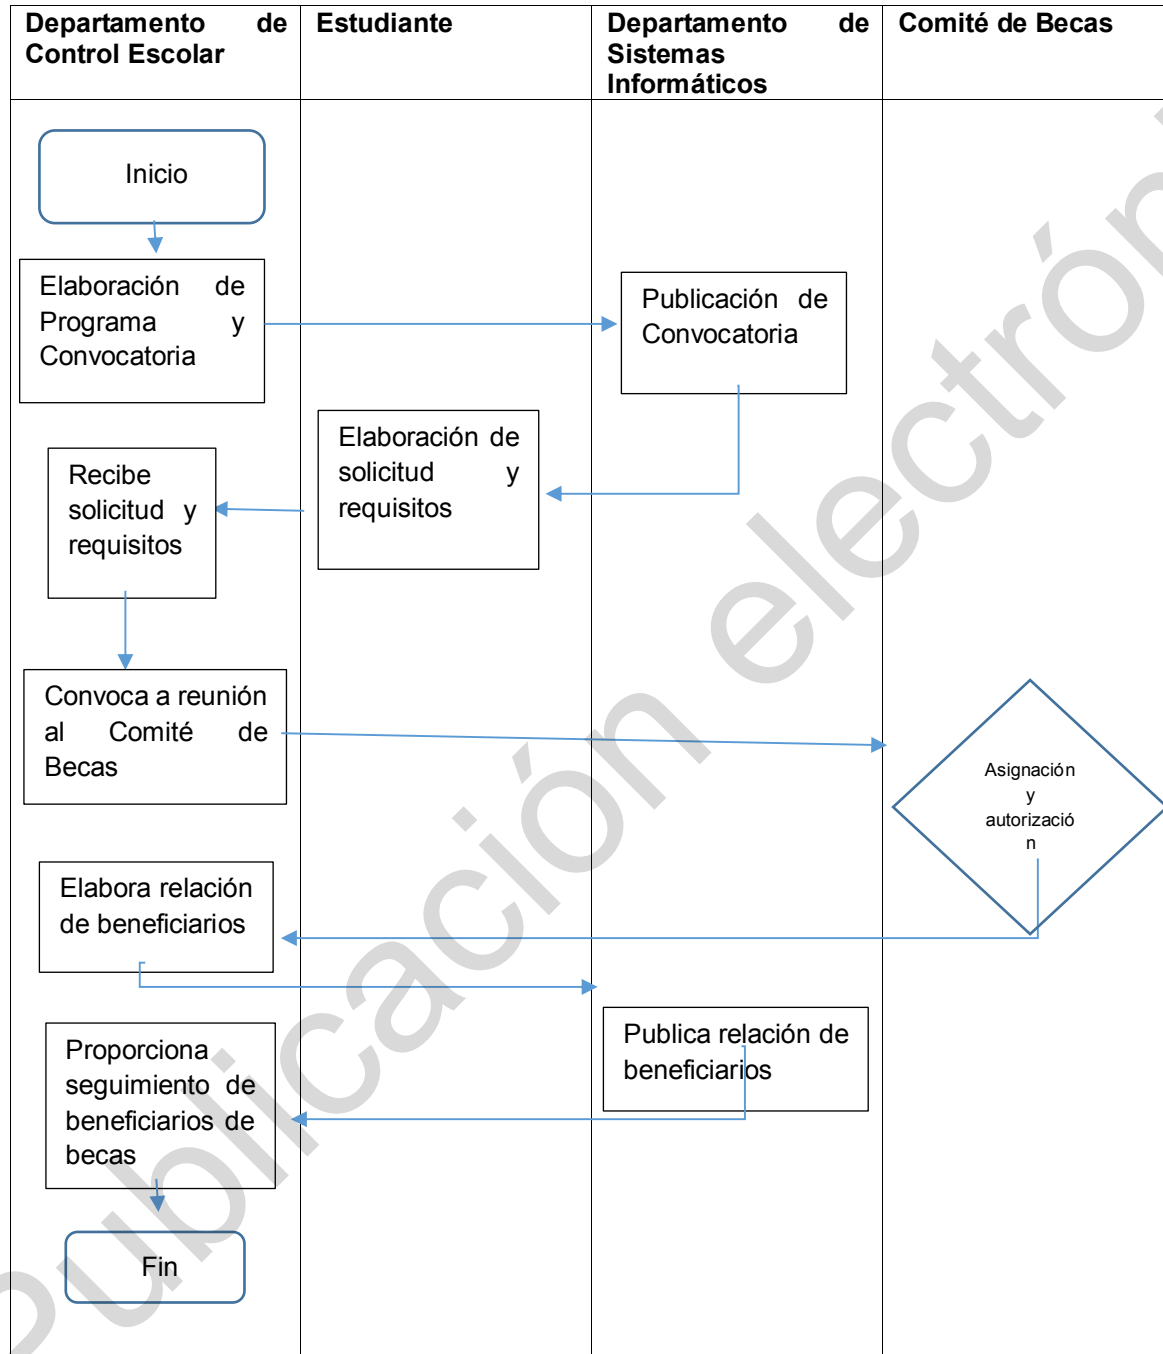 Departamento de
Control Escolar
Estudiante
Departamento de
Sistemas
Informáticos
Comité de Becas
Inicio
Elaboración de
Programa y
Convocatoria
Publicación de
Convocatoria
Elaboración de
solicitud y
requisitos
Recibe
solicitud y
requisitos
Convoca a reunión
al Comité de
Becas
Asignación
y
autorizació
n
Elabora relación
de beneficiarios
Publica relación de
beneficiarios
Proporciona
seguimiento de
beneficiarios de
becas
Fin
Publicación electrón